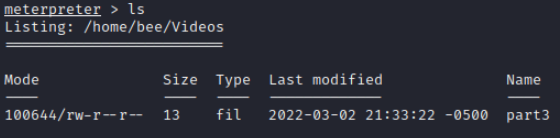 meterpreter > ls
Listing: /home/bee/Videos
=========================
Mode Size Type Last modified Name
---- ---- ---- ------------- ----
100644/rw-r--r-- 13 fil 2022-03-02 21:33:22 -0500 part3